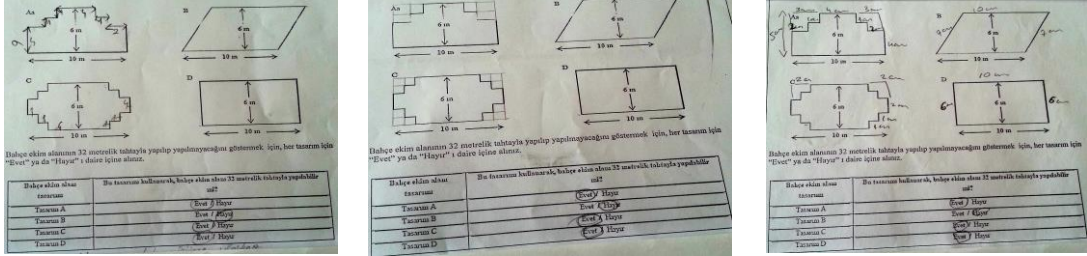 A
B
6 m
6 m
10 m
10 m
C
D
6 m
6 m
10 m
10 m
Bahçe ekim alanının 32 metrelik tahtayla yapılıp yapılmayacağını göstermek için, her tasarım için
"Evet" ya da "Hayır" ı daire içine alınız.
Bahçe ekim alanı tasarımı
Bu tasarımı kullanarak, bahçe ekim alanı 32 metrelik tahtayla yapılabilir mi?
Tasarım A Evet / Hayır
Tasarım B Evet / Hayır
Tasarım C Evet / Hayır
Tasarım D Evet / Hayır
B
6 m
6 m
10 m
10 m
C
D
6 m
6 m
10 m
10 m
Bahçe ekim alanının 32 metrelik tahtayla yapılıp yapılmayacağını göstermek için, her tasarım için
"Evet" ya da "Hayır" ı daire içine alınız.
Bahçe ekim alanı tasarımı
Bu tasarımı kullanarak, bahçe ekim alanı 32 metrelik tahtayla yapılabilir mi?
Tasarım A Evet / Hayır
Tasarım B Evet / Hayır
Tasarım C Evet / Hayır
Tasarım D Evet / Hayır
A
B
10 cm
6 m
6 m
10 m
10 m
C
2cm
D
10 cm
6 m
6 m
10 m
10 m
Bahçe ekim alanının 32 metrelik tahtayla yapılıp yapılmayacağını göstermek için, her tasarım için
"Evet" ya da "Hayır" ı daire içine alınız.
Bahçe ekim alanı tasarımı
Bu tasarımı kullanarak, bahçe ekim alanı 32 metrelik tahtayla yapılabilir mi?
Tasarım A Evet / Hayır
Tasarım B Evet / Hayır
Tasarım C Evet / Hayır
Tasarım D Evet / Hayır